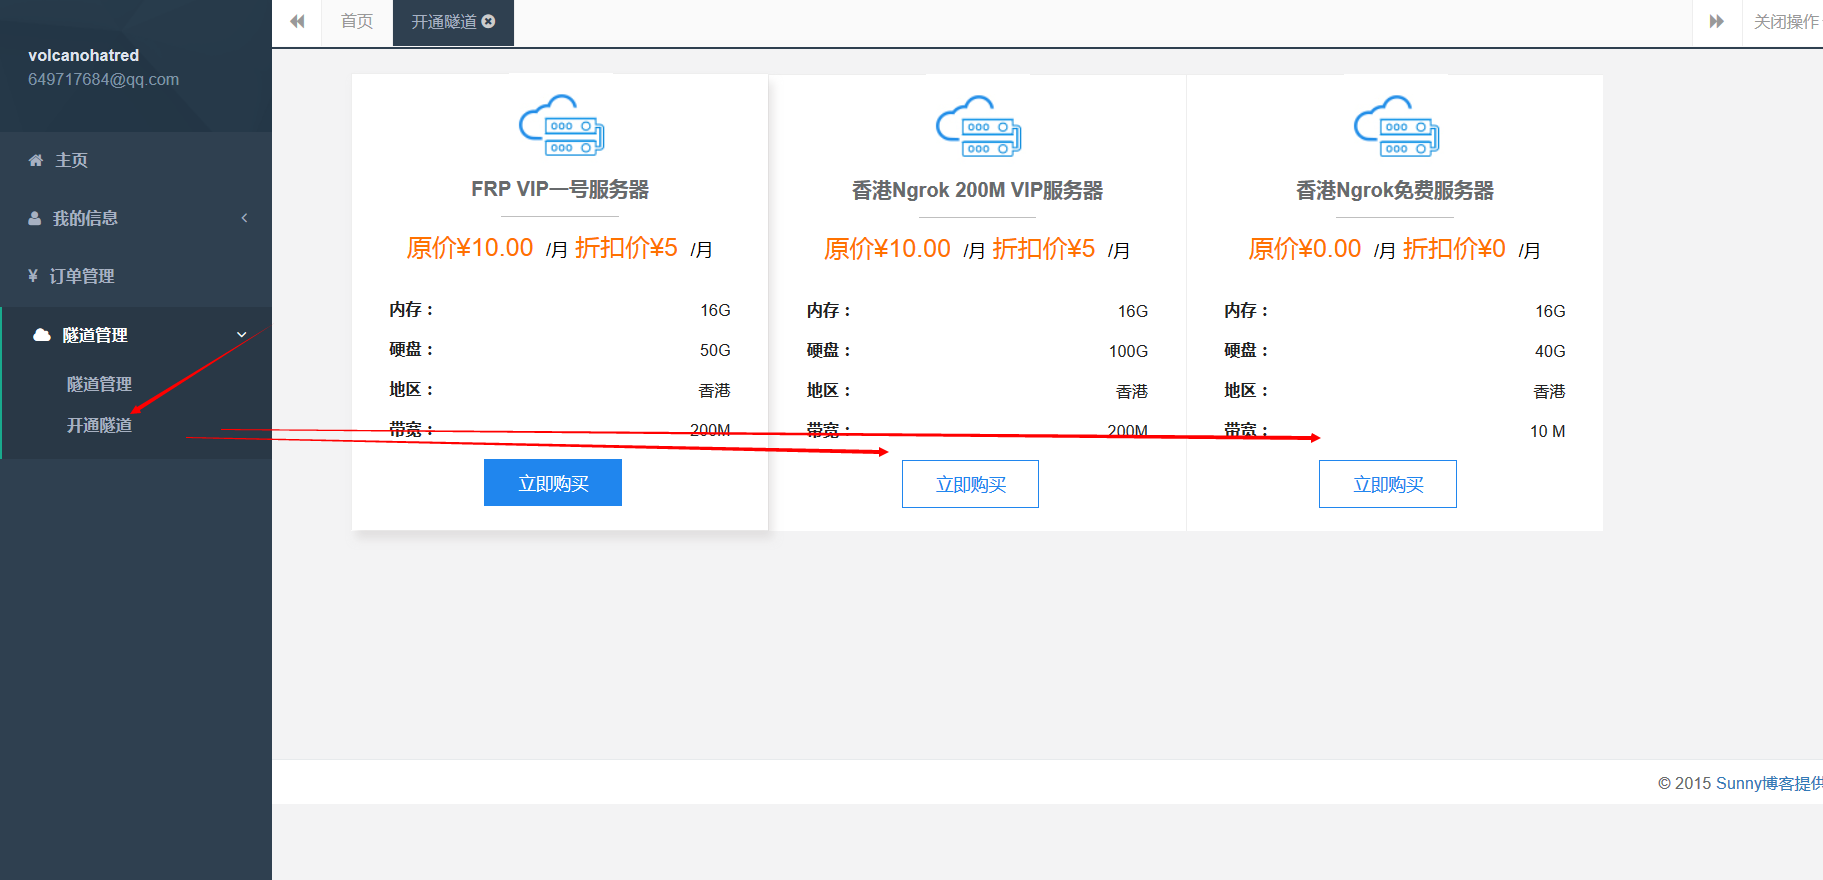 volcanohatred
649717684@qq.com
主页
我的信息
¥ 订单管理
隧道管理
隧道管理
开通隧道
首页
开通隧道
关闭操作
FRP VIP一号服务器
原价¥10.00 /月 折扣价¥5 /月
内存： 16G
硬盘： 50G
地区： 香港
带宽： 200M
立即购买
香港Ngrok 200M VIP服务器
原价¥10.00 /月 折扣价¥5 /月
内存： 16G
硬盘： 100G
地区： 香港
带宽： 200M
立即购买
香港Ngrok免费服务器
原价¥0.00 /月 折扣价¥0 /月
内存： 16G
硬盘： 40G
地区： 香港
带宽： 10 M
立即购买
© 2015 Sunny博客提供